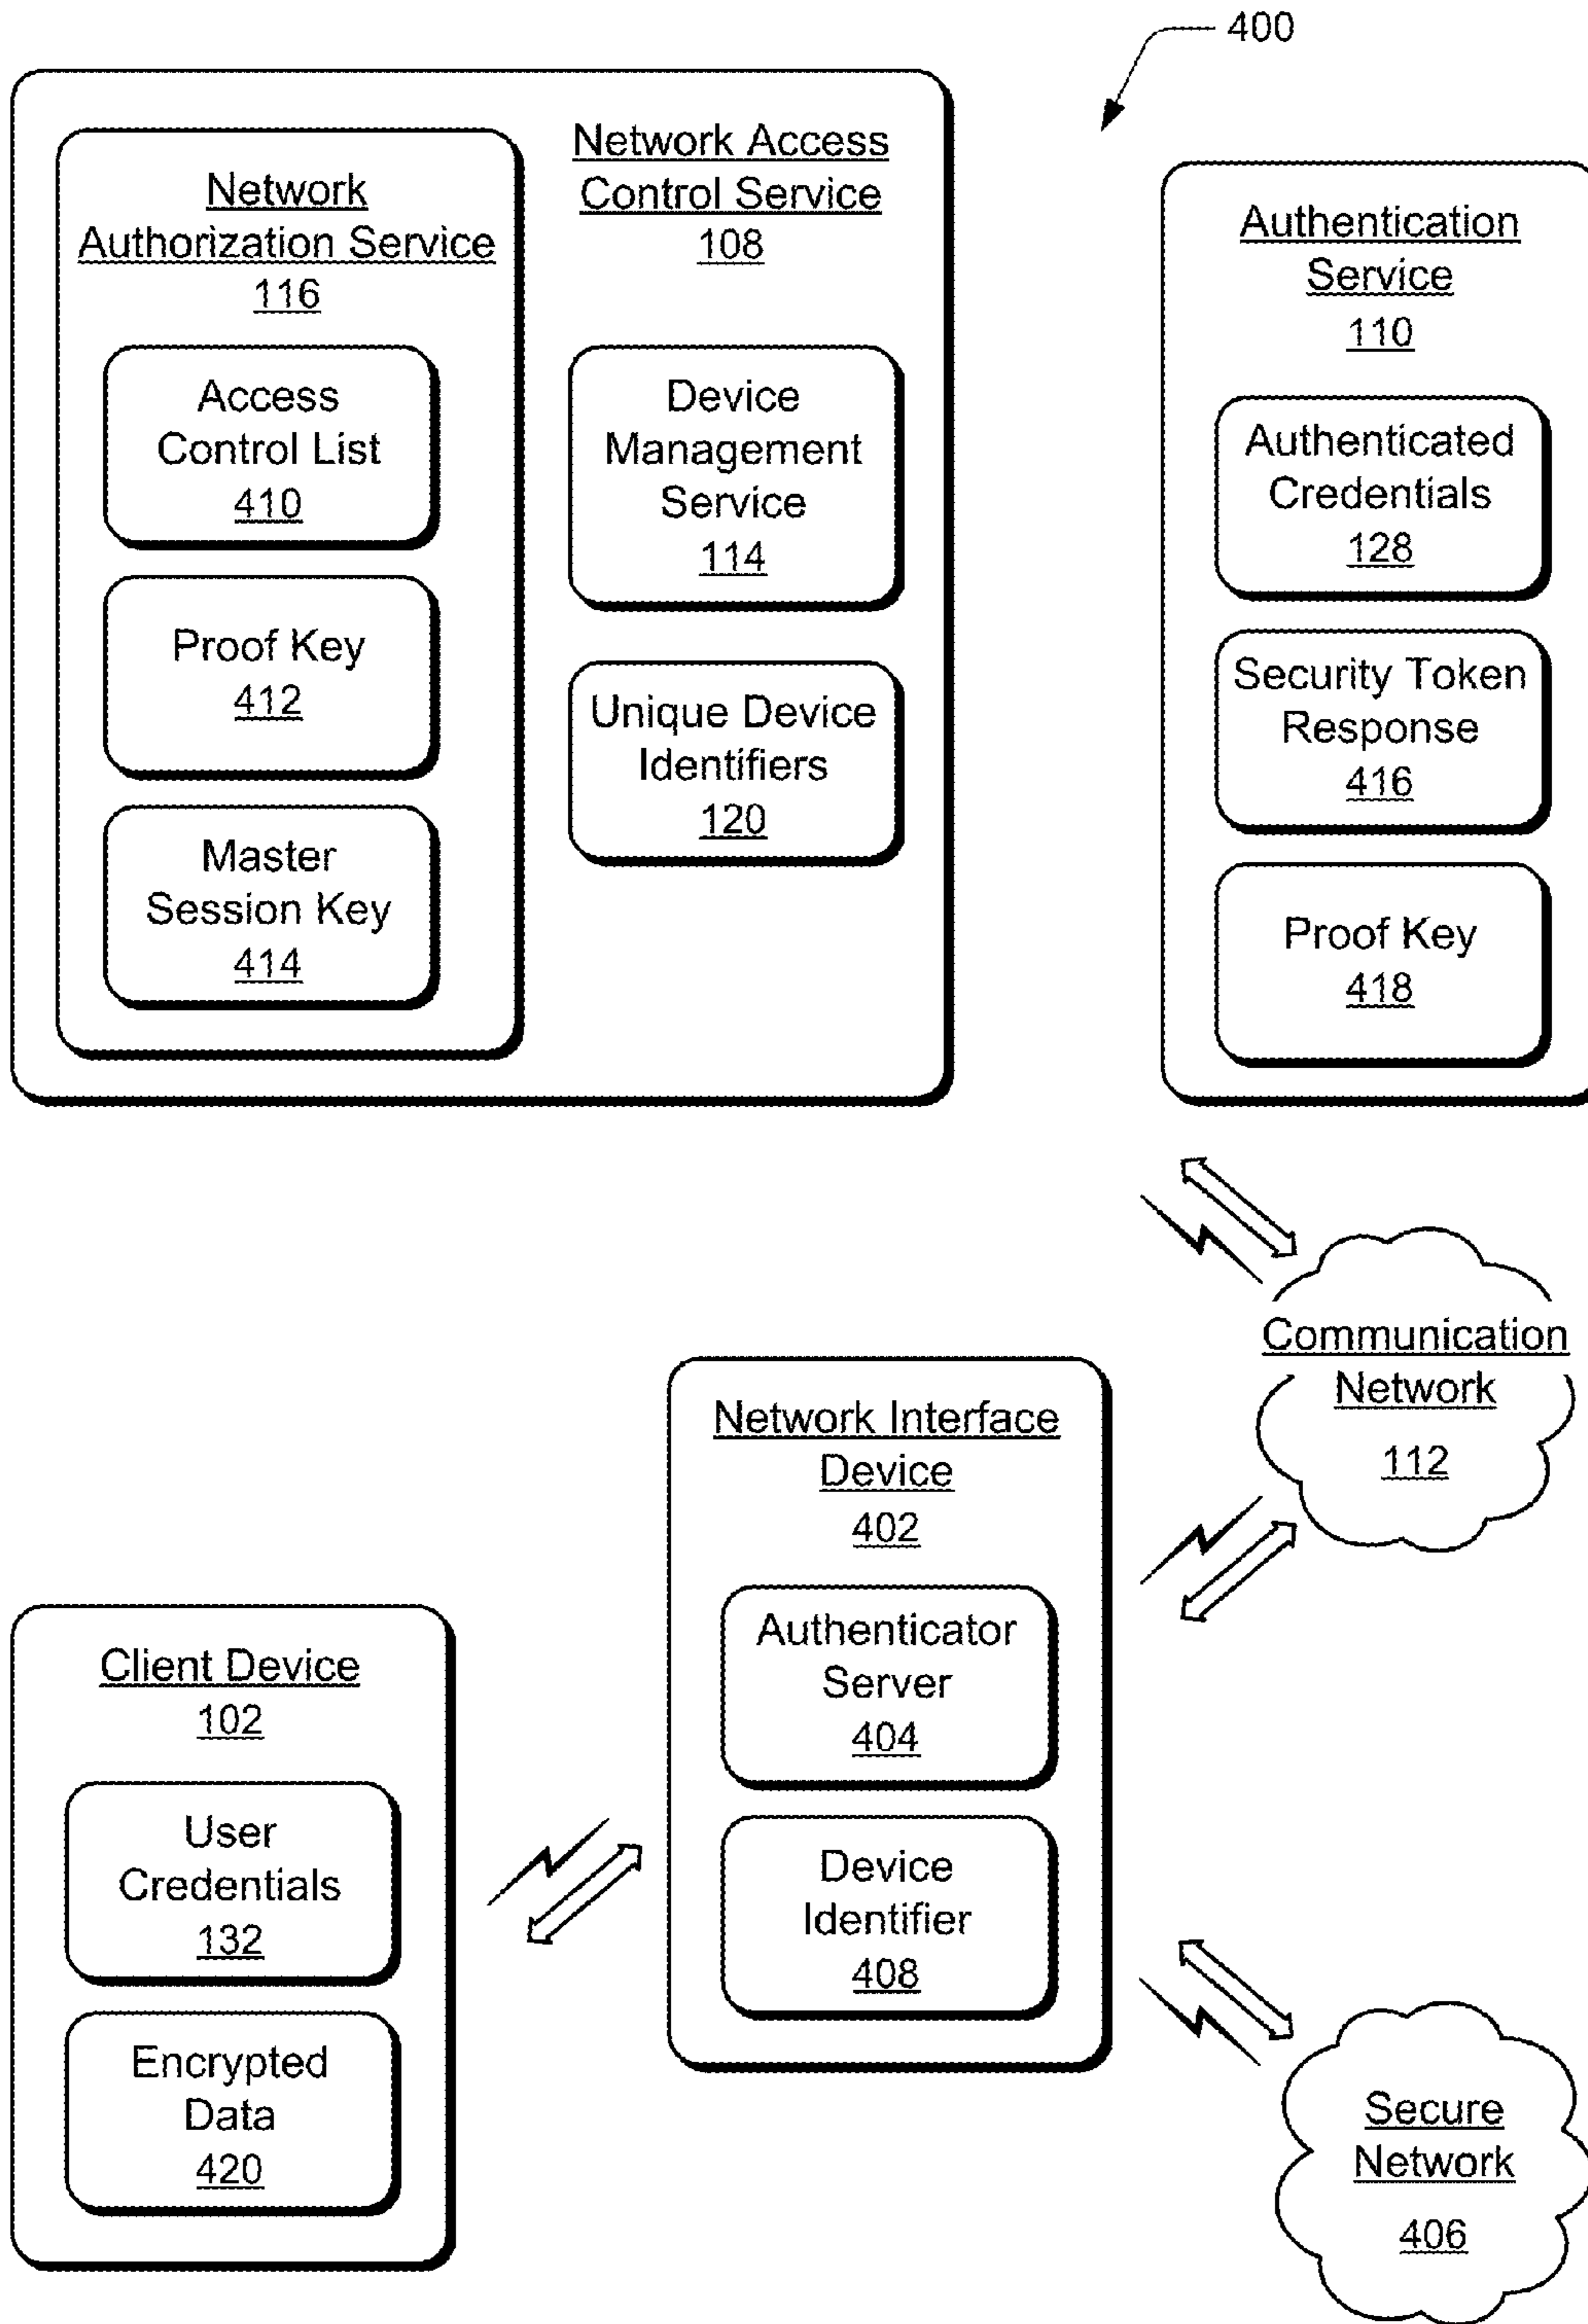 400
Network Access
Control Service
108
Network
Authorization Service
116
Access
Control List
410
Proof Key
412
Master
Session Key
414
Device
Management
Service
114
Unique Device
Identifiers
120
Authentication
Service
110
Authenticated
Credentials
128
Security Token
Response
416
Proof Key
418
Communication
Network
112
Network Interface
Device
402
Authenticator
Server
404
Device
Identifier
408
Client Device
102
User
Credentials
132
Encrypted
Data
420
Secure
Network
406